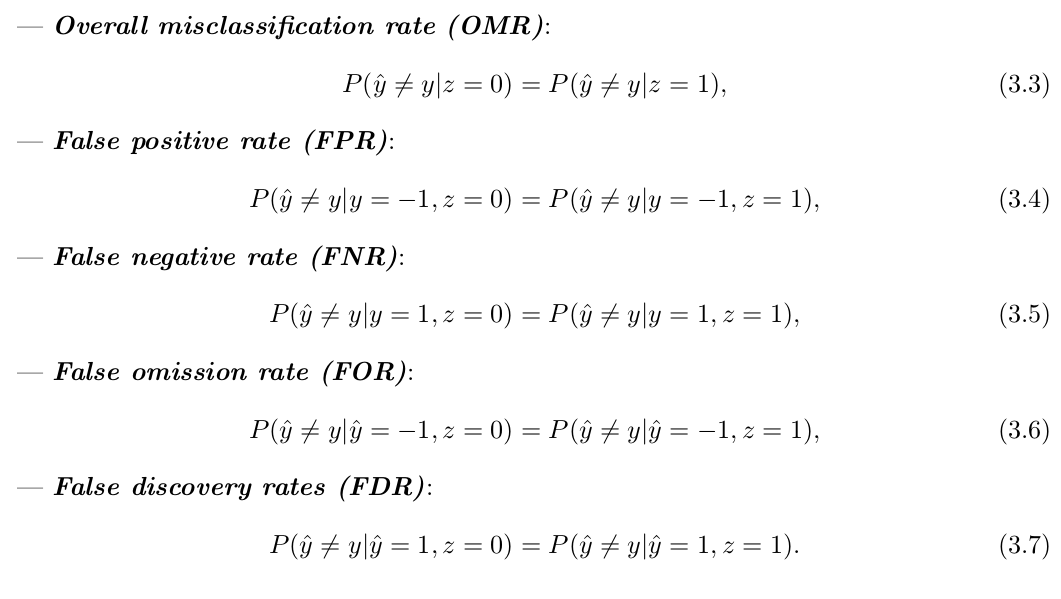 — Overall misclassification rate (OMR):
P(ŷ ≠ y|z = 0) = P(ŷ ≠ y|z = 1), (3.3)
— False positive rate (FPR):
P(ŷ ≠ y|y = −1, z = 0) = P(ŷ ≠ y|y = −1, z = 1), (3.4)
— False negative rate (FNR):
P(ŷ ≠ y|y = 1, z = 0) = P(ŷ ≠ y|y = 1, z = 1), (3.5)
— False omission rate (FOR):
P(ŷ ≠ y|ŷ = −1, z = 0) = P(ŷ ≠ y|ŷ = −1, z = 1), (3.6)
— False discovery rates (FDR):
P(ŷ ≠ y|ŷ = 1, z = 0) = P(ŷ ≠ y|ŷ = 1, z = 1). (3.7)